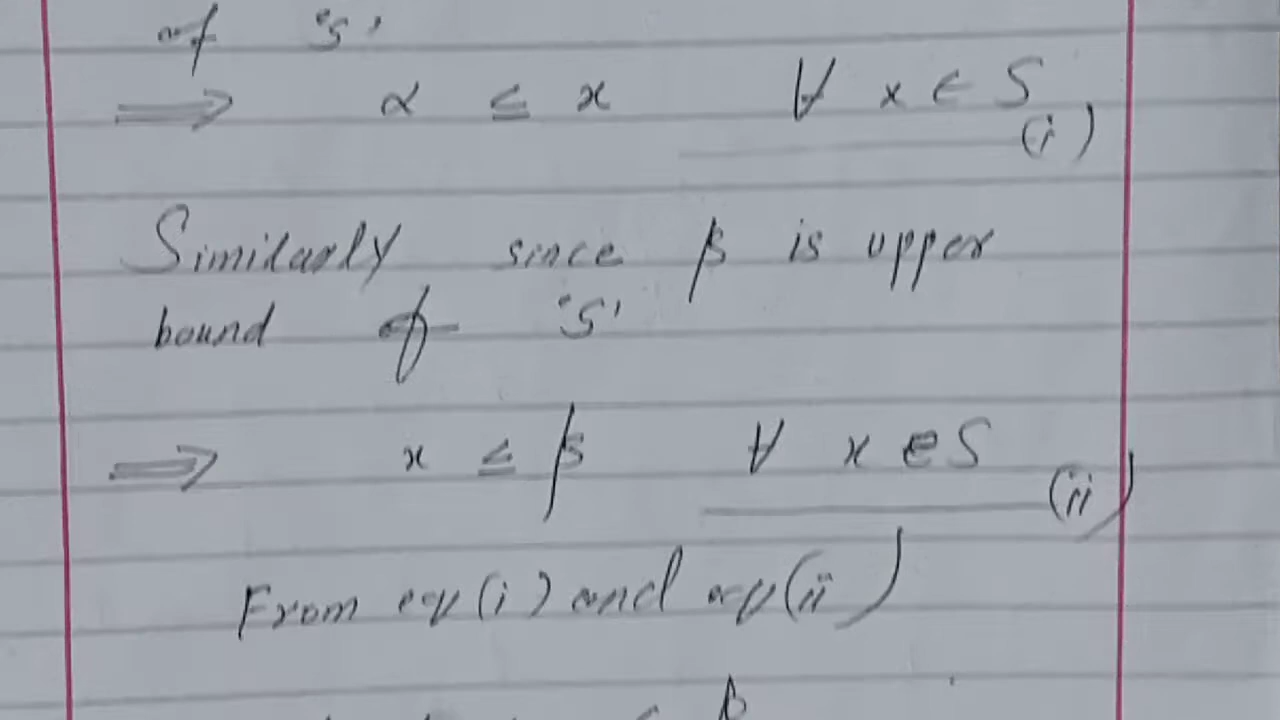 of 'S'
⟹ α ≤ x ∀ x ∈ S
(i)
Similarly since β is upper
bound of 'S'
⟹ x ≤ β ∀ x ∈ S
(ii)
From eq(i) and eq(ii)
≤ β